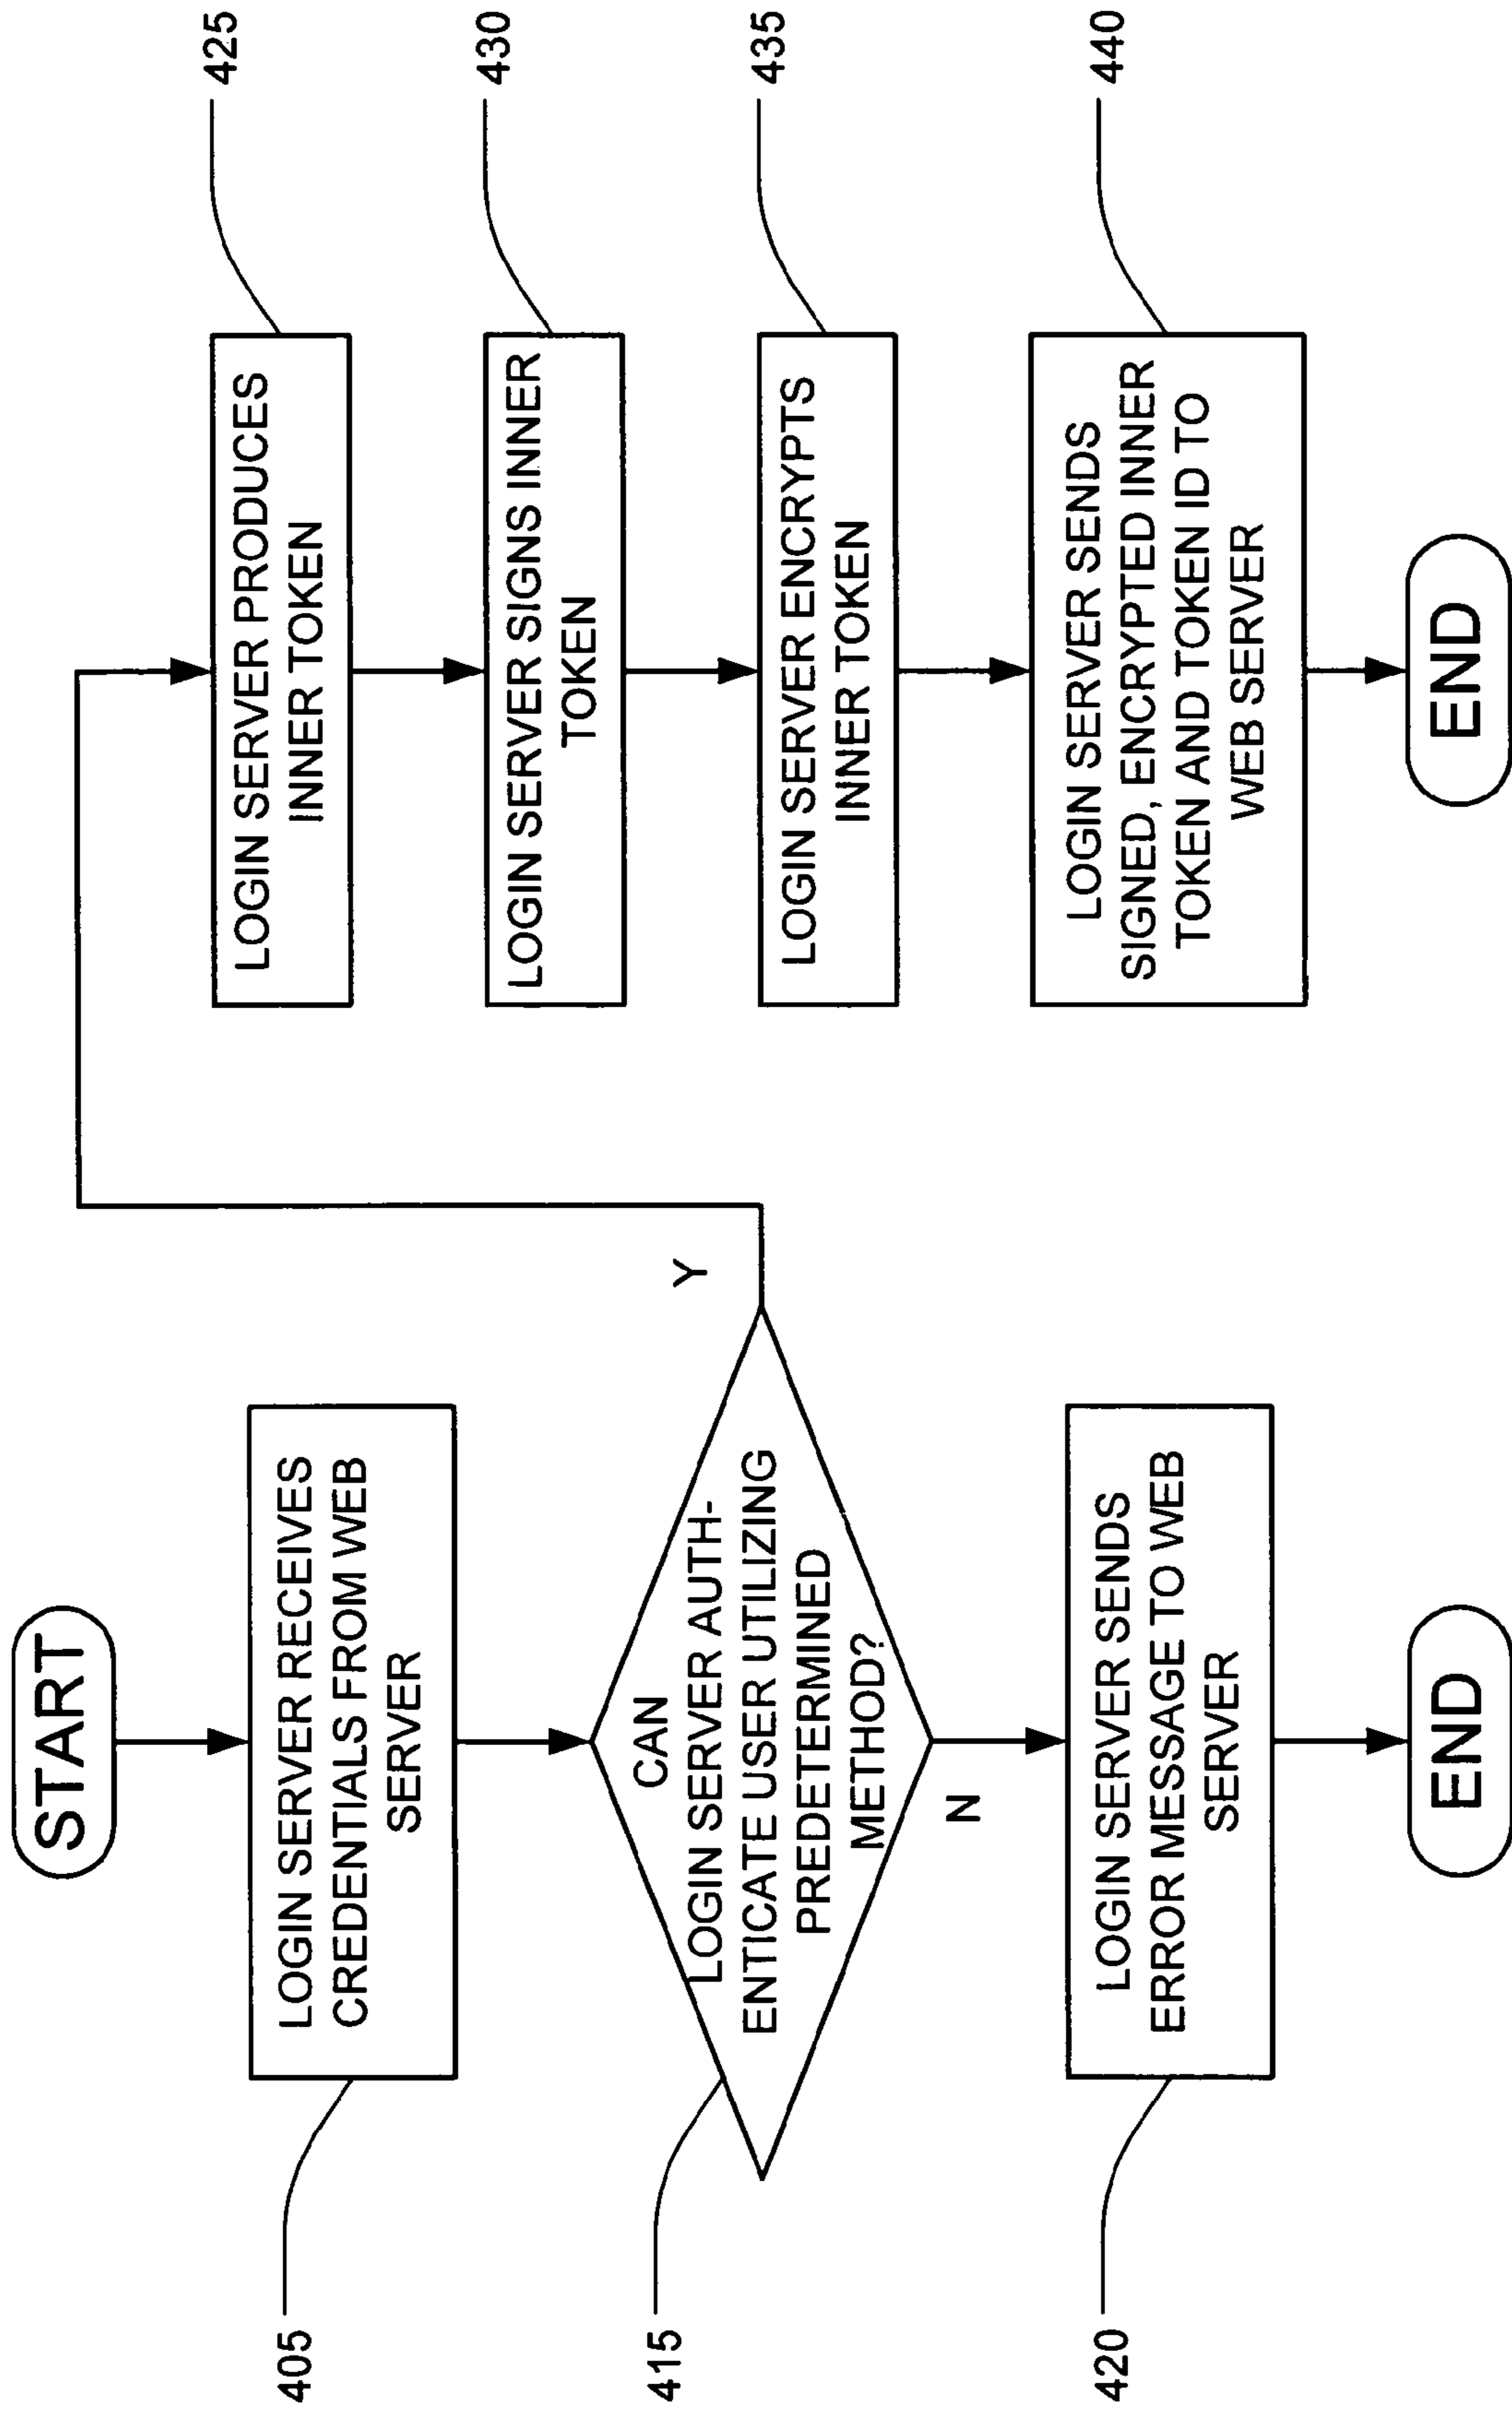 START
405
LOGIN SERVER RECEIVES
CREDENTIALS FROM WEB
SERVER
415
CAN
LOGIN SERVER AUTH-
ENTICATE USER UTILIZING
PREDETERMINED
METHOD?
Y
N
420
LOGIN SERVER SENDS
ERROR MESSAGE TO WEB
SERVER
END
425
LOGIN SERVER PRODUCES
INNER TOKEN
430
LOGIN SERVER SIGNS INNER
TOKEN
435
LOGIN SERVER ENCRYPTS
INNER TOKEN
440
LOGIN SERVER SENDS
SIGNED, ENCRYPTED INNER
TOKEN AND TOKEN ID TO
WEB SERVER
END